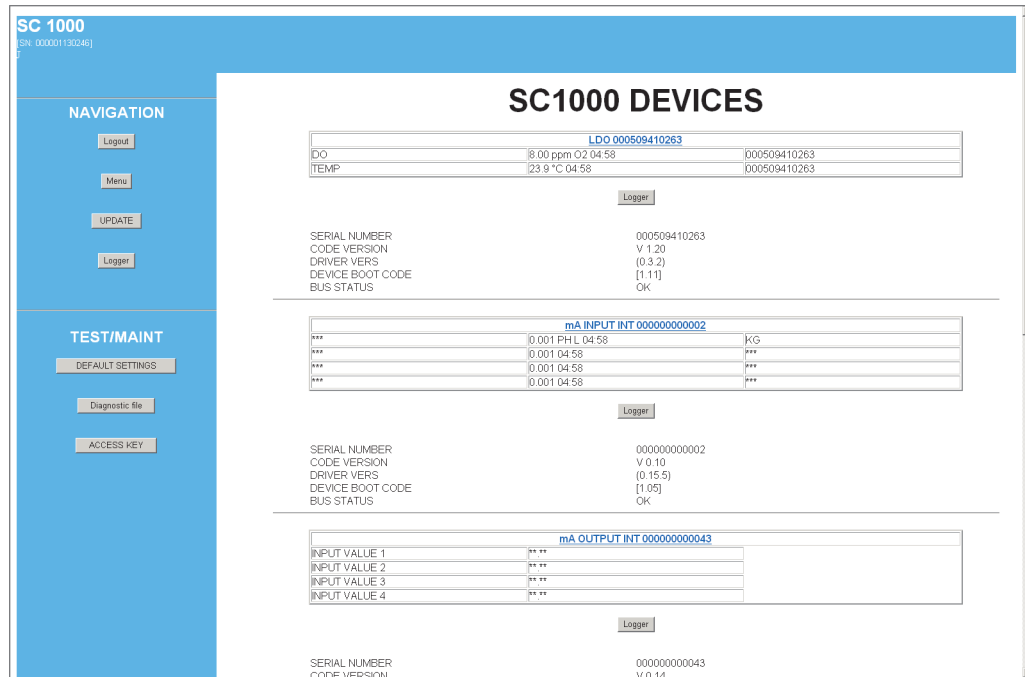 SC 1000
[SN: 000001130246]
NAVIGATION
Logout
Menu
UPDATE
Logger
TEST/MAINT
DEFAULT SETTINGS
Diagnostic file
ACCESS KEY
SC1000 DEVICES
LDO 000509410263
DO 8.00 ppm O2 04:58 000509410263
TEMP 23.9 °C 04:58 000509410263
Logger
SERIAL NUMBER 000509410263
CODE VERSION V 1.20
DRIVER VERS (0.3.2)
DEVICE BOOT CODE [1.11]
BUS STATUS OK
mA INPUT INT 000000000002
*** 0.001 PH L 04:58 KG
*** 0.001 04:58 ***
*** 0.001 04:58 ***
*** 0.001 04:58 ***
Logger
SERIAL NUMBER 000000000002
CODE VERSION V 0.10
DRIVER VERS (0.15.5)
DEVICE BOOT CODE [1.05]
BUS STATUS OK
mA OUTPUT INT 000000000043
INPUT VALUE 1 **.**
INPUT VALUE 2 **.**
INPUT VALUE 3 **.**
INPUT VALUE 4 **.**
Logger
SERIAL NUMBER 000000000043
CODE VERSION V 0.14